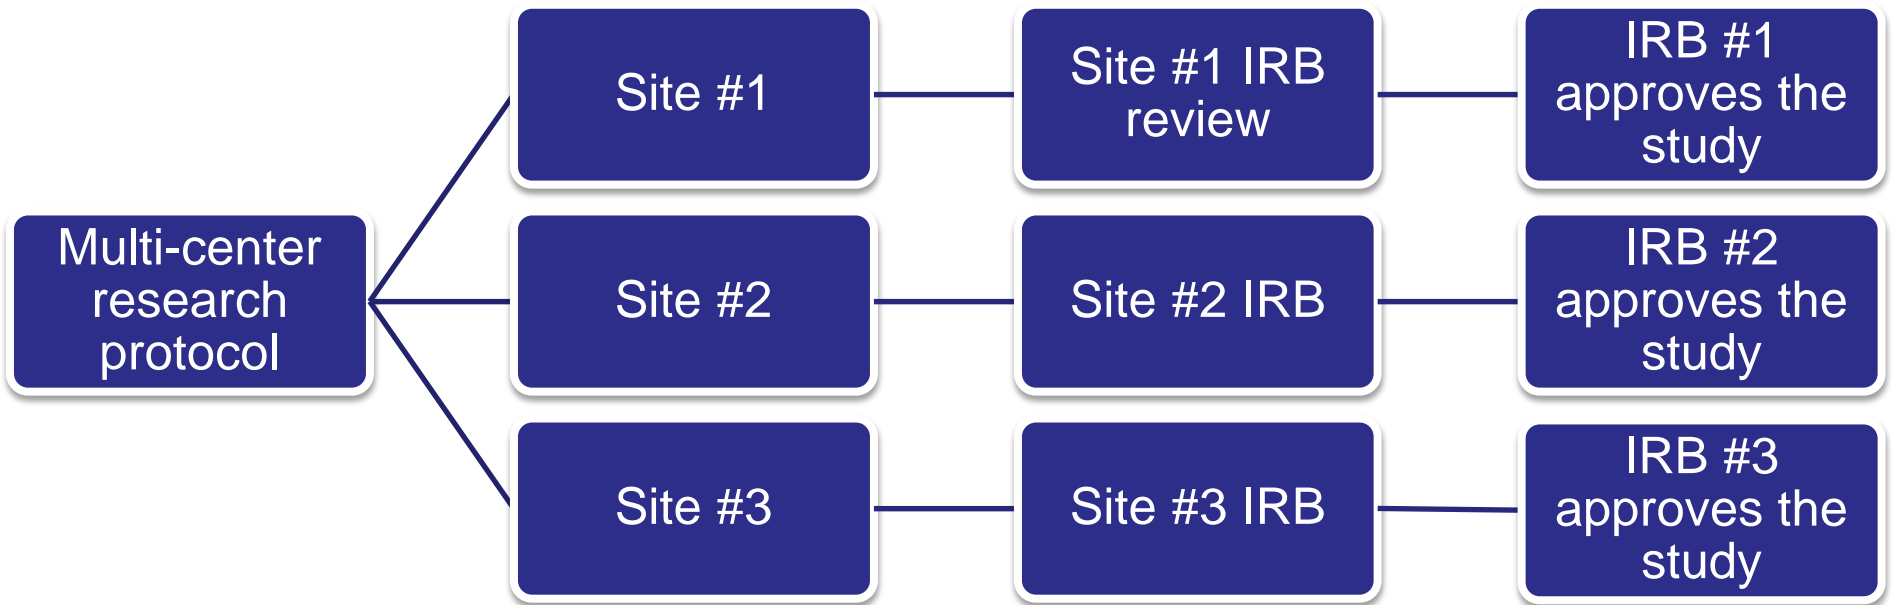 Multi-center
research
protocol
Site #1
Site #1 IRB
review
IRB #1
approves the
study
Site #2
Site #2 IRB
IRB #2
approves the
study
Site #3
Site #3 IRB
IRB #3
approves the
study